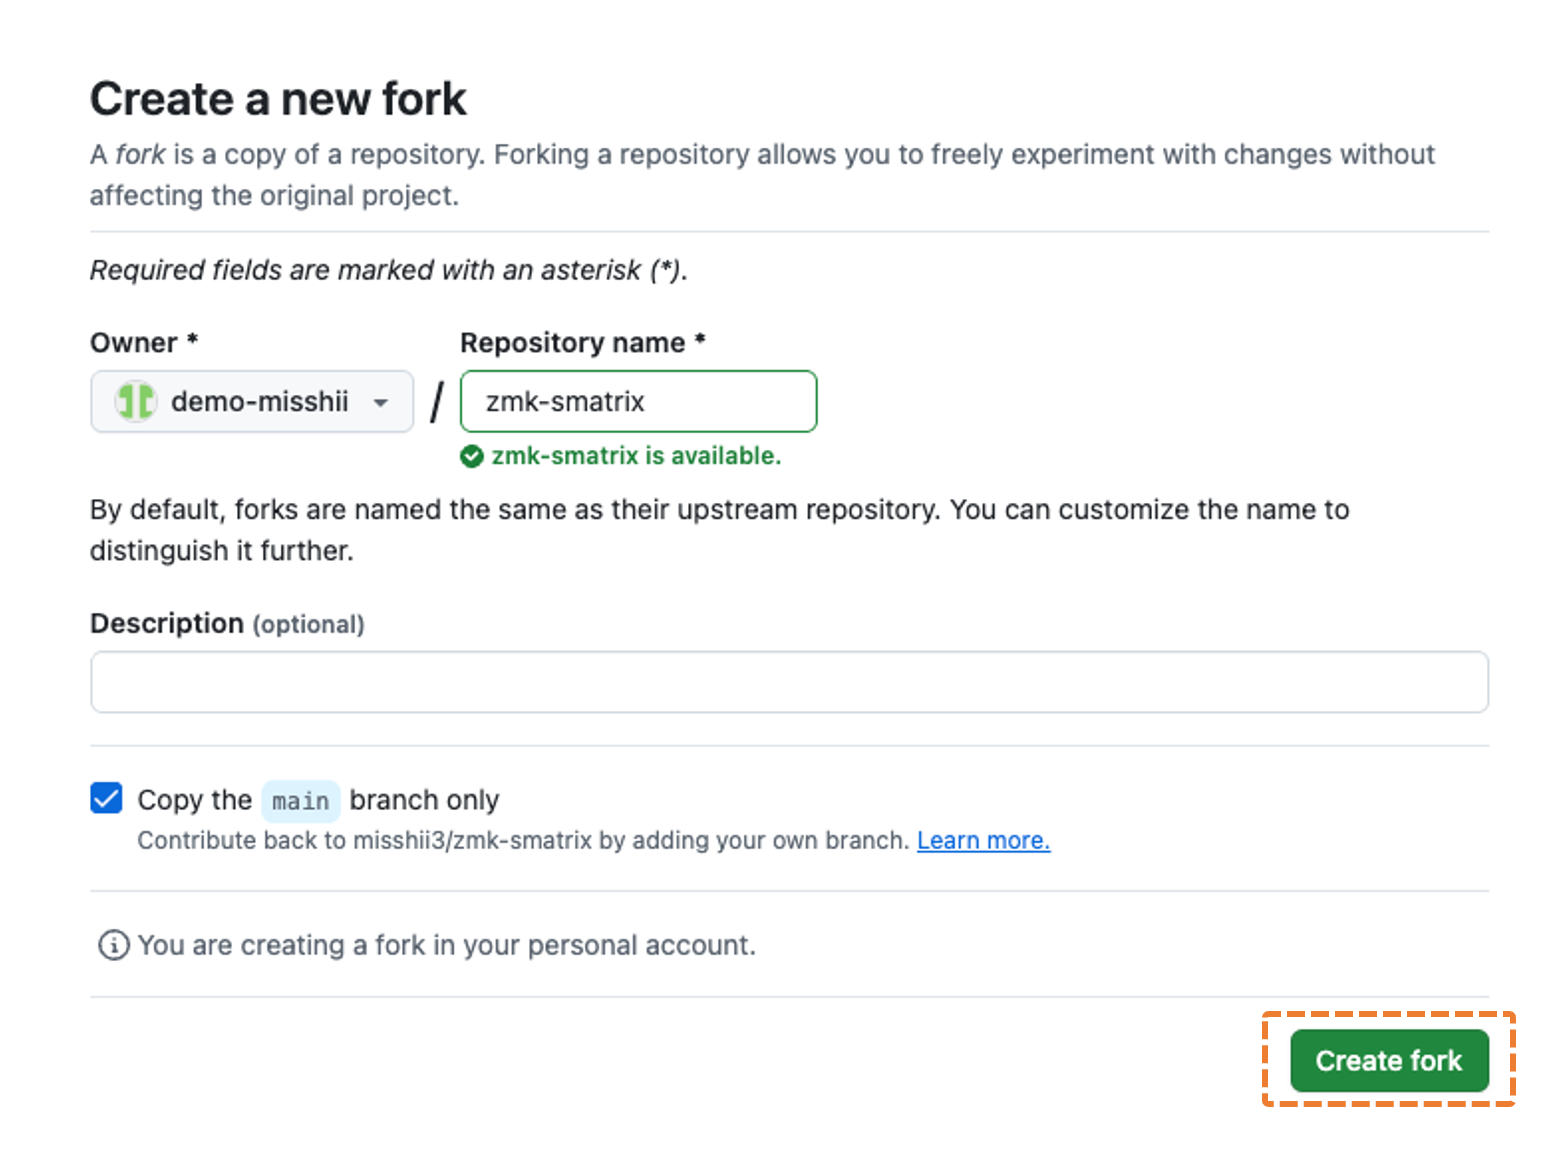 Create a new fork
A fork is a copy of a repository. Forking a repository allows you to freely experiment with changes without
affecting the original project.
Required fields are marked with an asterisk (*).
Owner *
Repository name *
demo-misshii / zmk-smatrix
zmk-smatrix is available.
By default, forks are named the same as their upstream repository. You can customize the name to
distinguish it further.
Description (optional)
Copy the main branch only
Contribute back to misshii3/zmk-smatrix by adding your own branch. Learn more.
You are creating a fork in your personal account.
Create fork